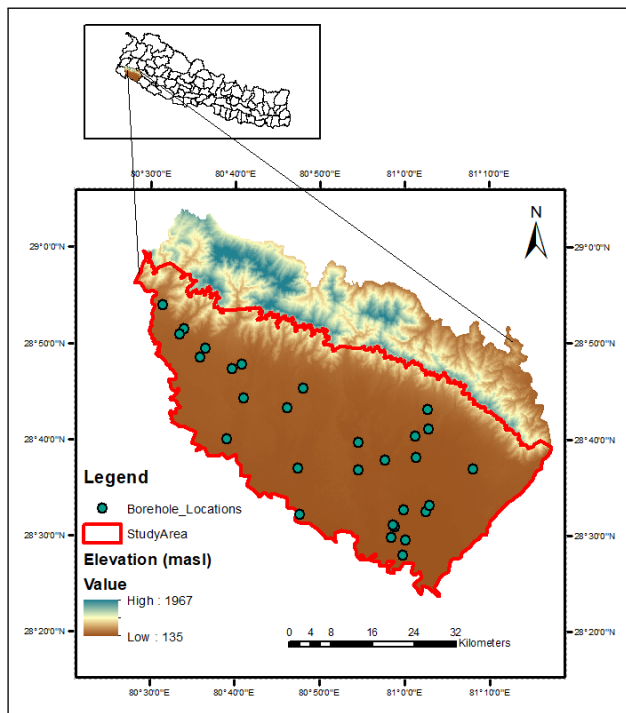 80°30'0"E 80°40'0"E 80°50'0"E 81°0'0"E 81°10'0"E
N
29°0'0"N 29°0'0"N
28°50'0"N 28°50'0"N
28°40'0"N 28°40'0"N
Legend
Borehole_Locations
StudyArea
28°30'0"N 28°30'0"N
Elevation (masl)
Value
High : 1967
Low : 135
0 4 8 16 24 32
Kilometers
28°20'0"N 28°20'0"N
80°30'0"E 80°40'0"E 80°50'0"E 81°0'0"E 81°10'0"E